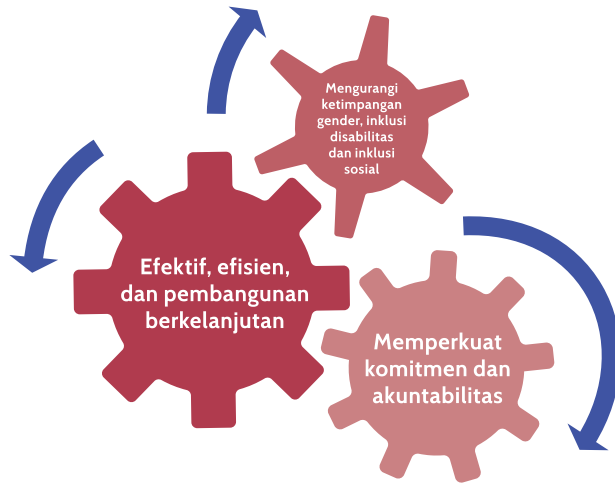 Mengurangi
ketimpangan
gender, inklusi
disabilitas
dan inklusi
sosial
Efektif, efisien,
dan pembangunan
berkelanjutan
Memperkuat
komitmen dan
akuntabilitas